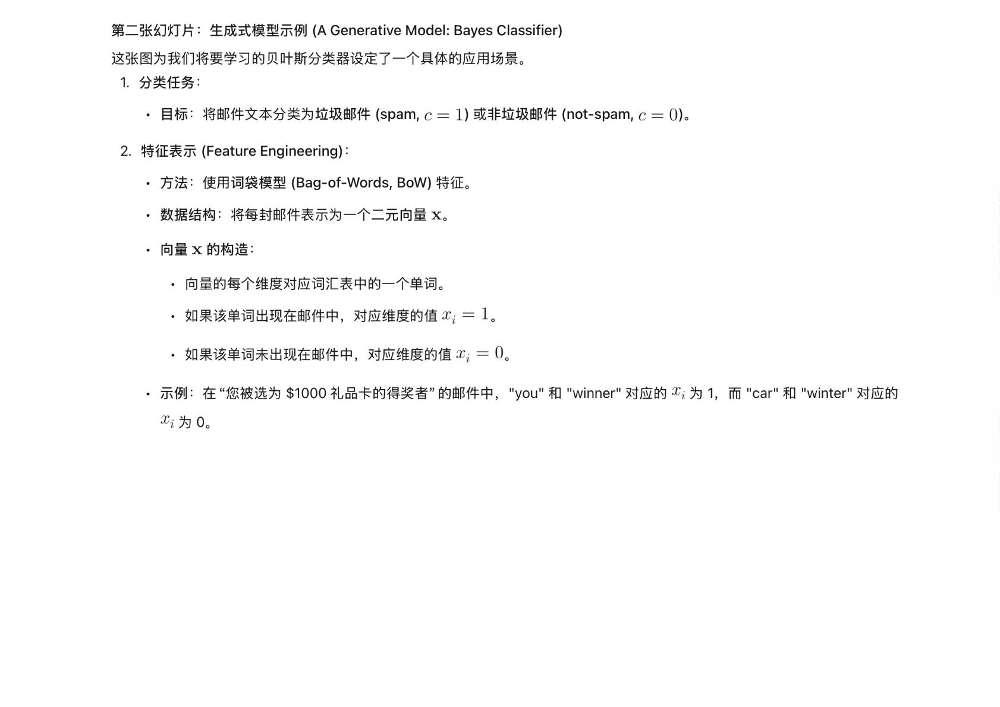 第二张幻灯片：生成式模型示例 (A Generative Model: Bayes Classifier)
这张图为我们将要学习的贝叶斯分类器设定了一个具体的应用场景。
1. 分类任务：
• 目标：将邮件文本分类为垃圾邮件 (spam, c = 1) 或非垃圾邮件 (not-spam, c = 0)。
2. 特征表示 (Feature Engineering)：
• 方法：使用词袋模型 (Bag-of-Words, BoW) 特征。
• 数据结构：将每封邮件表示为一个二元向量 x。
• 向量 x 的构造：
• 向量的每个维度对应词汇表中的一个单词。
• 如果该单词出现在邮件中，对应维度的值 xᵢ = 1。
• 如果该单词未出现在邮件中，对应维度的值 xᵢ = 0。
• 示例：在“您被选为 $1000 礼品卡的得奖者”的邮件中，"you" 和 "winner" 对应的 xᵢ 为 1，而 "car" 和 "winter" 对应的
xᵢ 为 0。